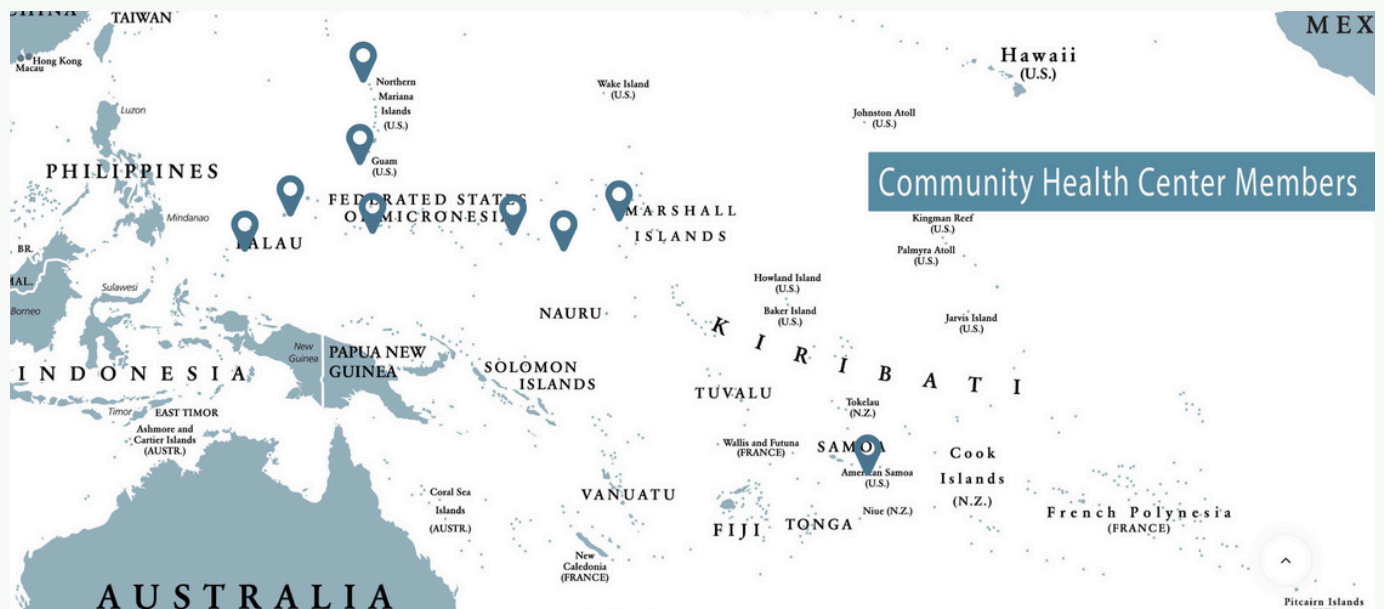 CHINA
TAIWAN
MEX
Hong Kong
Macau
Hawaii
(U.S.)
Northern
Mariana
Islands
(U.S.)
Wake Island
(U.S.)
Luzon
Johnston Atoll
(U.S.)
PHILIPPINES
Guam
(U.S.)
Community Health Center Members
FEDERATED STATES
OF MICRONESIA
MARSHALL
ISLANDS
Mindanao
Kingman Reef
(U.S.)
PALAU
BR.
Palmyra Atoll
(U.S.)
MAL.
Sulawesi
Howland Island
(U.S.)
Borneo
NAURU
Baker Island
(U.S.)
Jarvis Island
(U.S.)
KIRIBATI
New
Guinea
PAPUA NEW
GUINEA
INDONESIA
SOLOMON
ISLANDS
TUVALU
Tokelau
(N.Z.)
Timor
EAST TIMOR
Ashmore and
Cartier Islands
(AUSTR.)
Wallis and Futuna
(FRANCE)
SAMOA
American Samoa
(U.S.)
Cook
Islands
(N.Z.)
Coral Sea
Islands
(AUSTR.)
VANUATU
FIJI
TONGA
Niue (N.Z.)
French Polynesia
(FRANCE)
New
Caledonia
(FRANCE)
AUSTRALIA
Pitcairn Islands